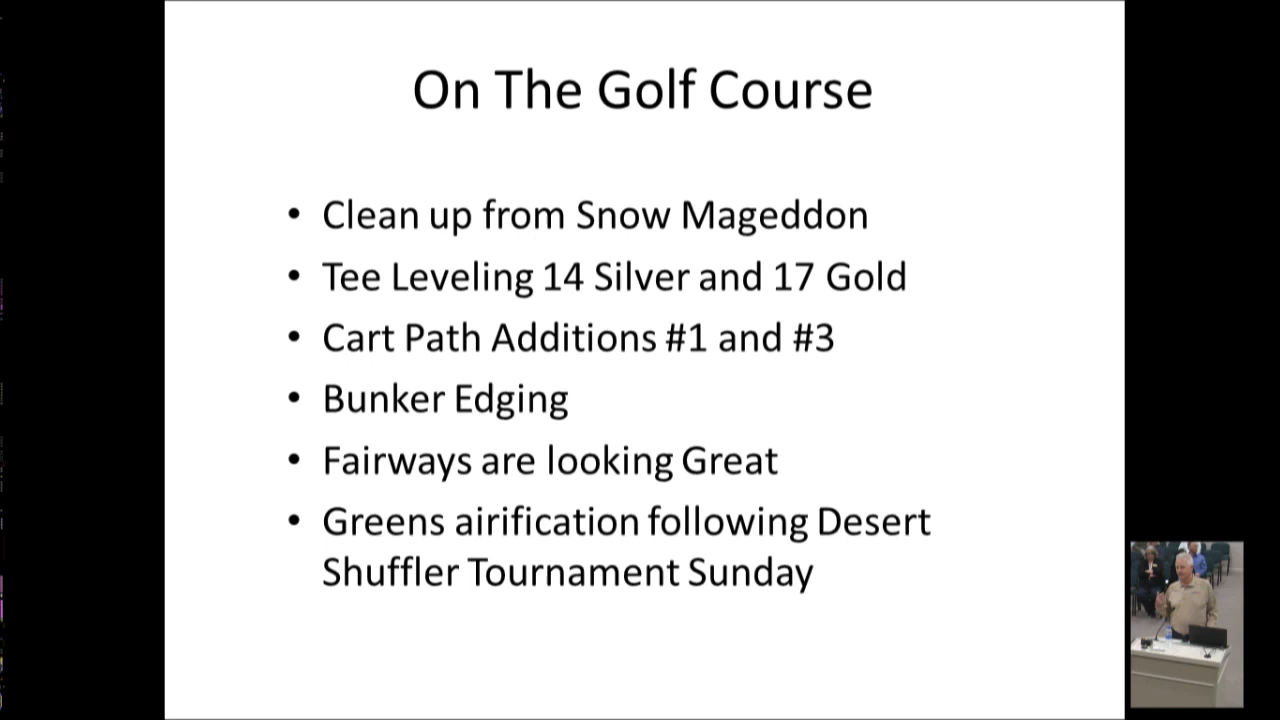 On The Golf Course
• Clean up from Snow Mageddon
• Tee Leveling 14 Silver and 17 Gold
• Cart Path Additions #1 and #3
• Bunker Edging
• Fairways are looking Great
• Greens airification following Desert
Shuffler Tournament Sunday